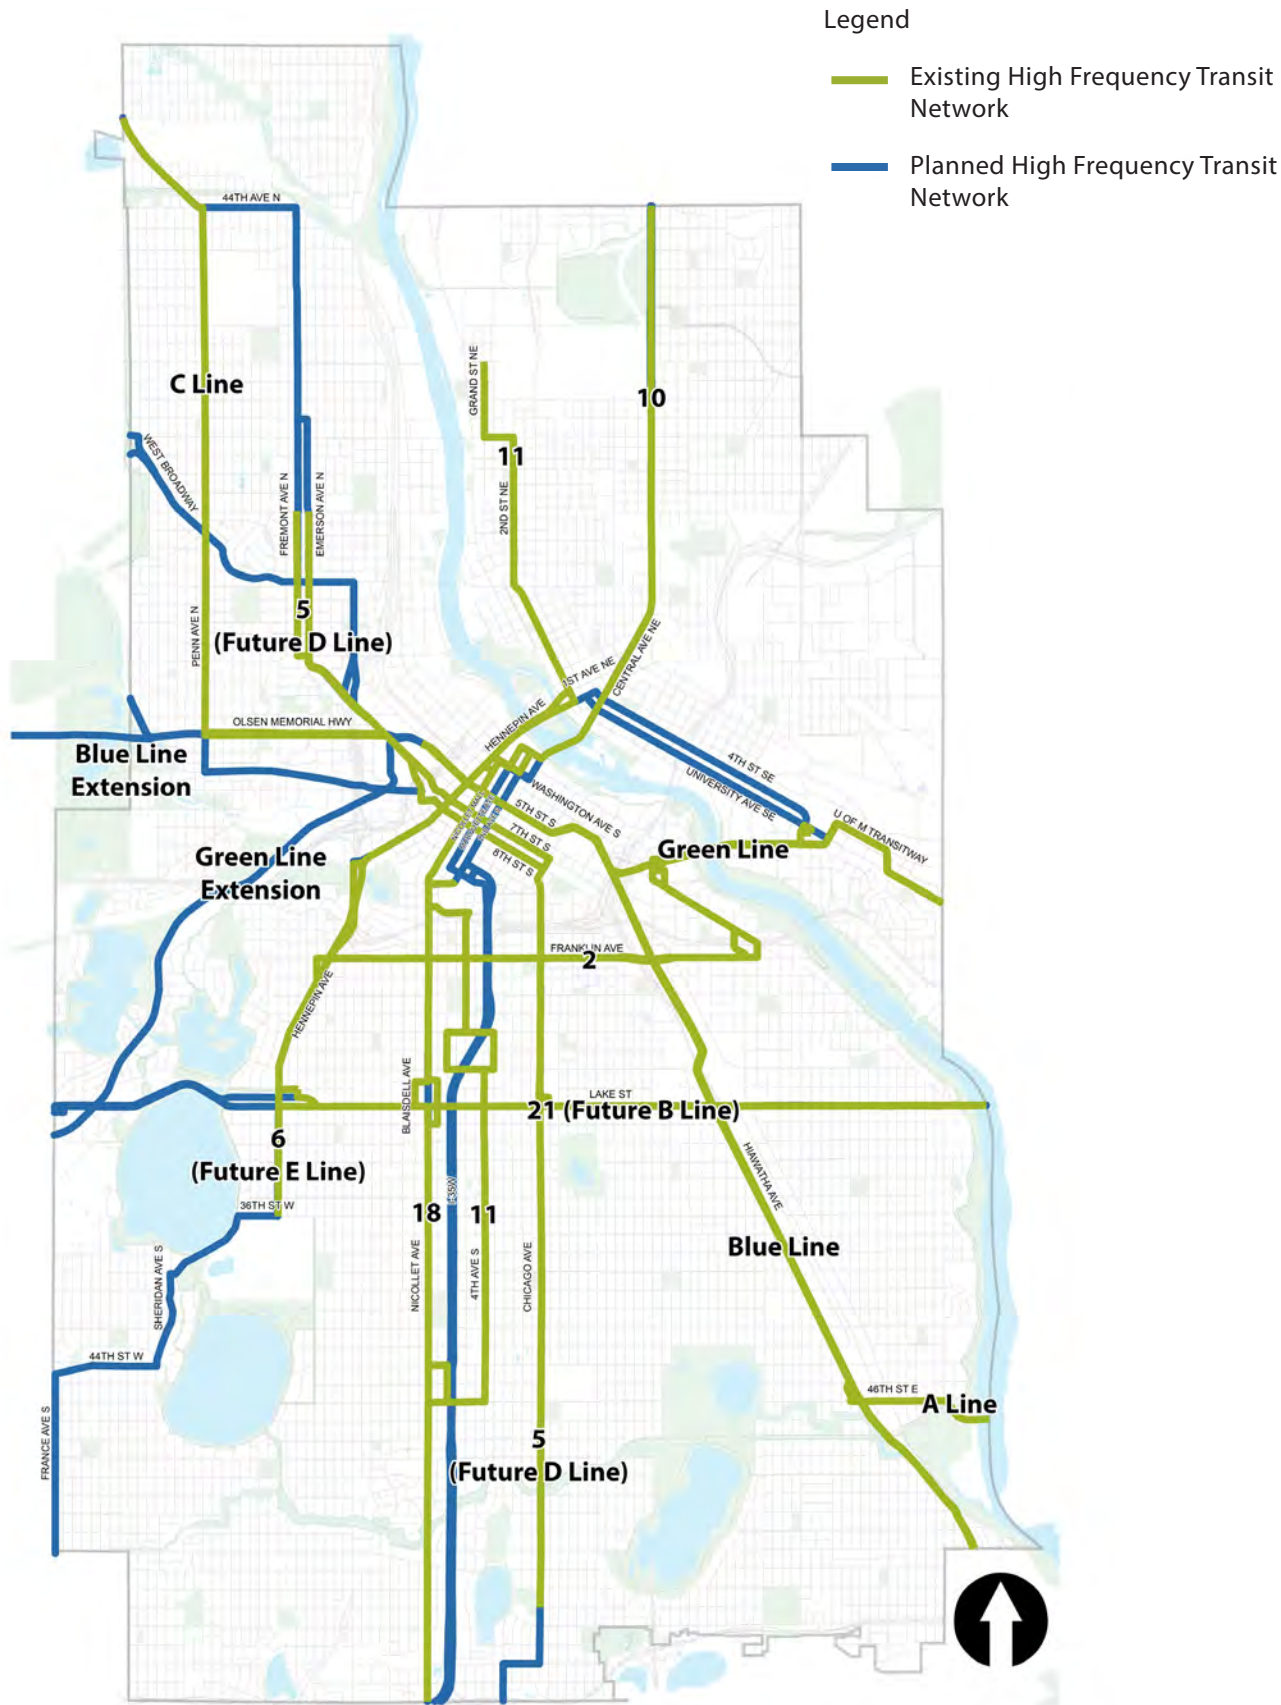 Legend
Existing High Frequency Transit
Network
Planned High Frequency Transit
Network
44TH AVE N
C Line
GRAND ST NE
10
11
WEST BROADWAY
2ND ST NE
FREMONT AVE N
EMERSON AVE N
PENN AVE N
5
(Future D Line)
CENTRAL AVE NE
1ST AVE NE
HENNEPIN AVE
OLSEN MEMORIAL HWY
Blue Line
Extension
4TH ST SE
UNIVERSITY AVE SE
WASHINGTON AVE S
5TH ST S
7TH ST S
8TH ST S
U OF M TRANSITWAY
Green Line
Green Line
Extension
FRANKLIN AVE
2
HENNEPIN AVE
BLAISDELL AVE
LAKE ST
21 (Future B Line)
6
(Future E Line)
HIAWATHA AVE
36TH ST W
I35W
18
11
Blue Line
SHERIDAN AVE S
NICOLLET AVE
4TH AVE S
CHICAGO AVE
44TH ST W
46TH ST E
A Line
FRANCE AVE S
5
(Future D Line)